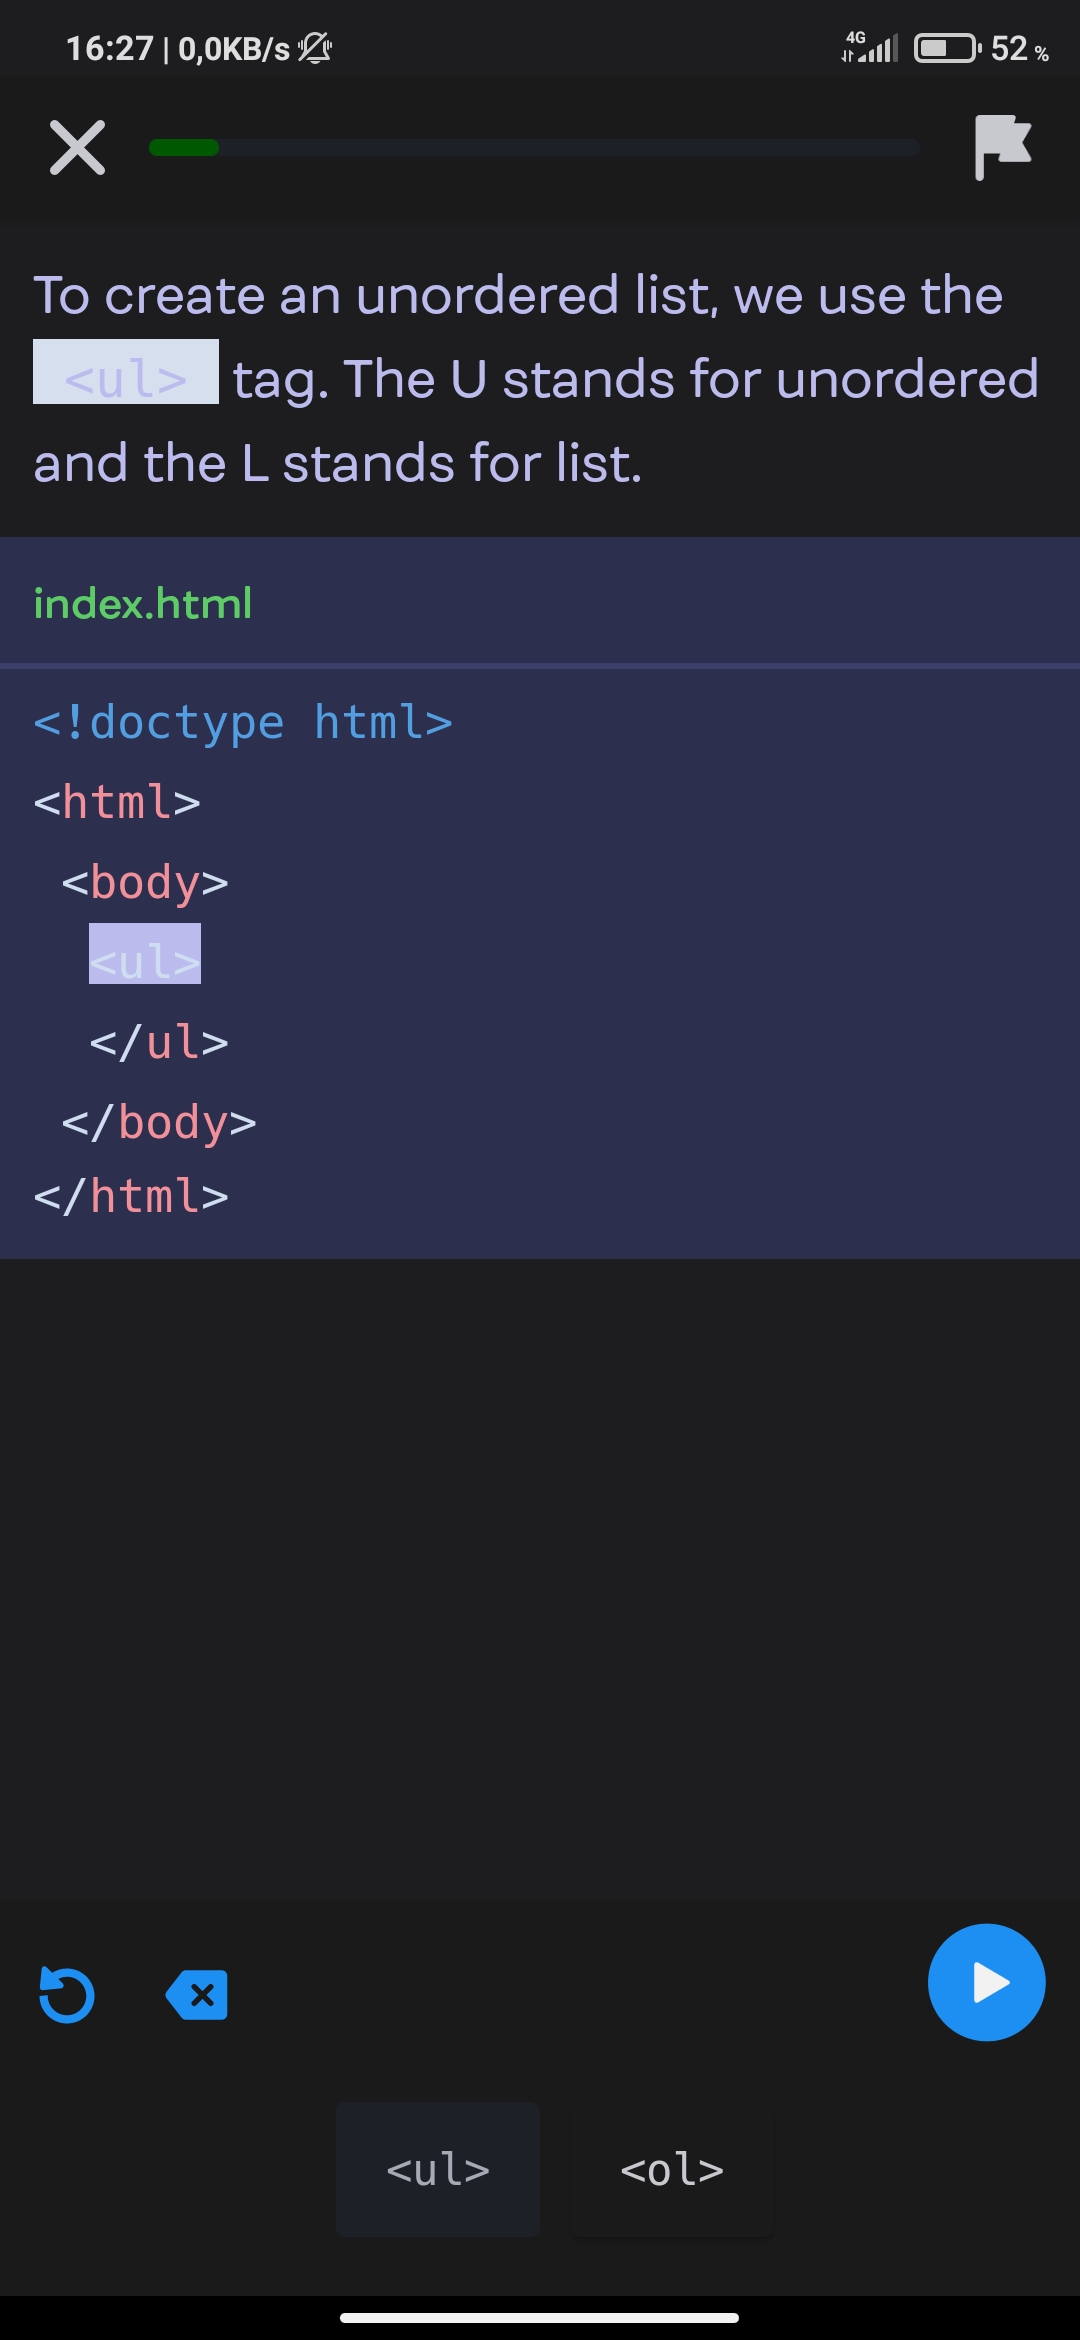 16:27 | 0,0KB/s
4G
52 %
To create an unordered list, we use the
<ul> tag. The U stands for unordered
and the L stands for list.
index.html
<!doctype html>
<html>
<body>
<ul>
</ul>
</body>
</html>
<ul>
<ol>